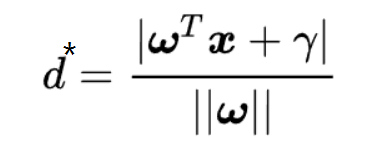 d* = |ω^T x + γ| / ||ω||